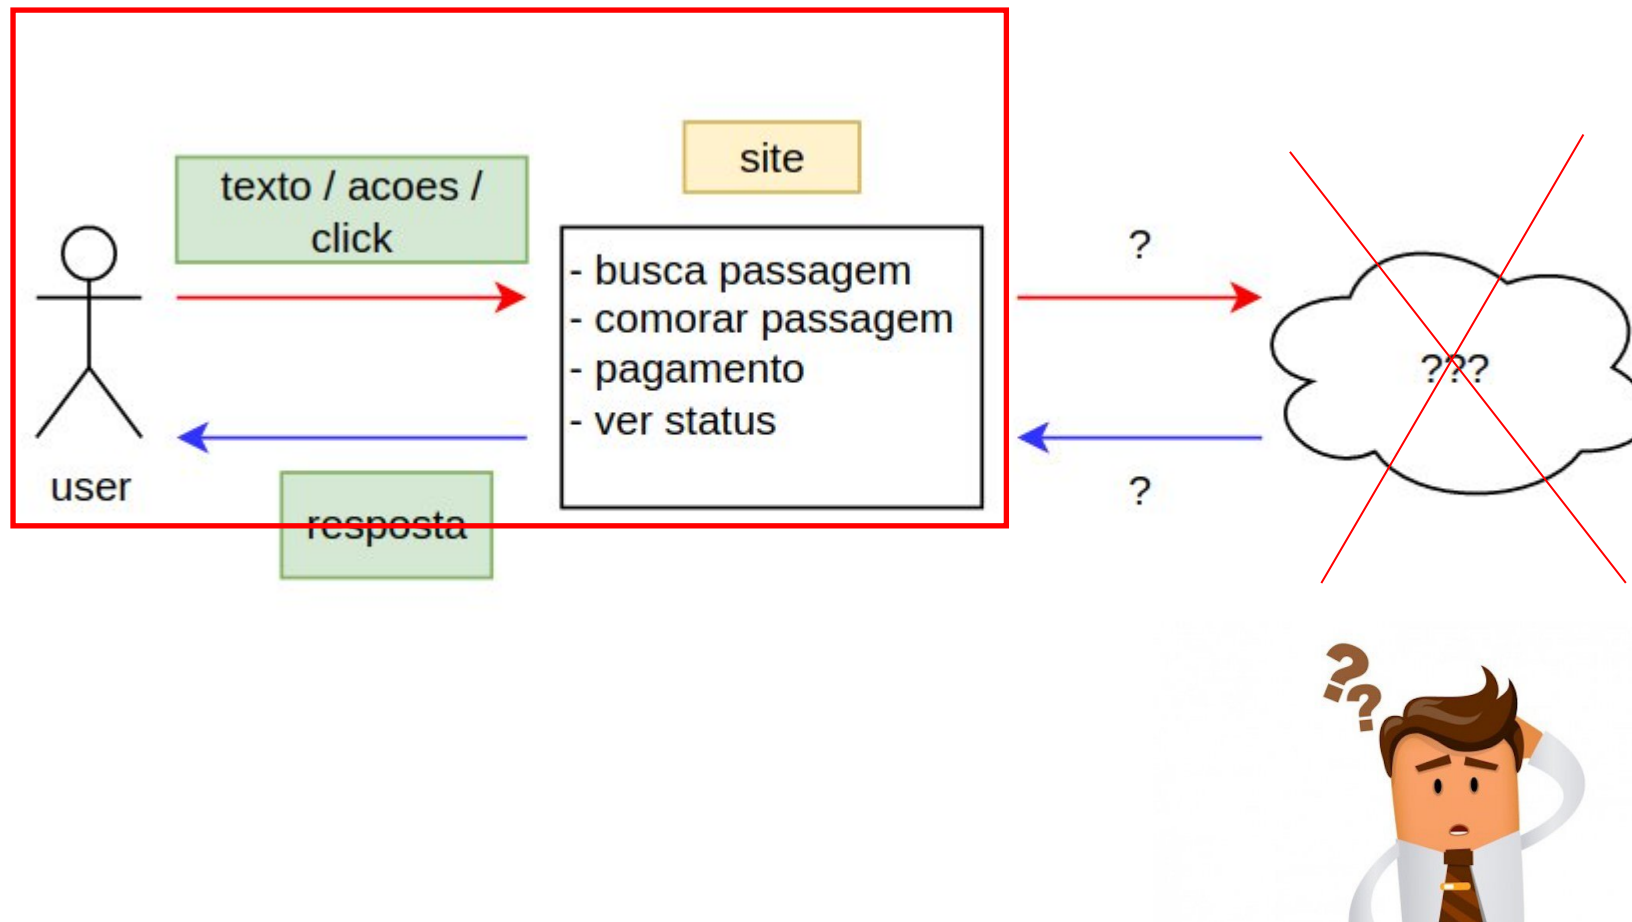 site
texto / acoes /
click
- busca passagem
- comorar passagem
- pagamento
- ver status
user
resposta
?
???
?
??